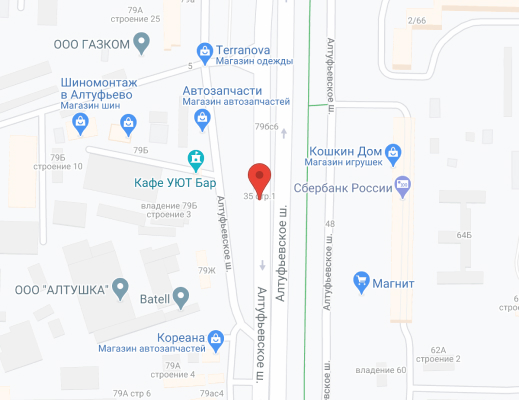 79А
строение 25
2/66
ООО ГАЗКОМ
Terranova
Магазин одежды
5
5
Шиномонтаж
в Алтуфьево
Магазин шин
Автозапчасти
Магазин автозапчастей
Алтуфьевское ш.
79бс6
79Б
79Б
строение 10
Кафе УЮТ Бар
Кошкин Дом
Магазин игрушек
Сбербанк России
владение 79Б
строение 3
35 стр.1
Алтуфьевское ш.
Алтуфьевское ш.
48
64Б
79Ж
ООО "АЛТУШКА"
Batell
Магнит
Алтуфьевское ш.
Алтуфьевское ш.
Кореана
Магазин автозапчастей
62А
строение 2
79А
строение 4
владение 60
79А стр 6
79ас4